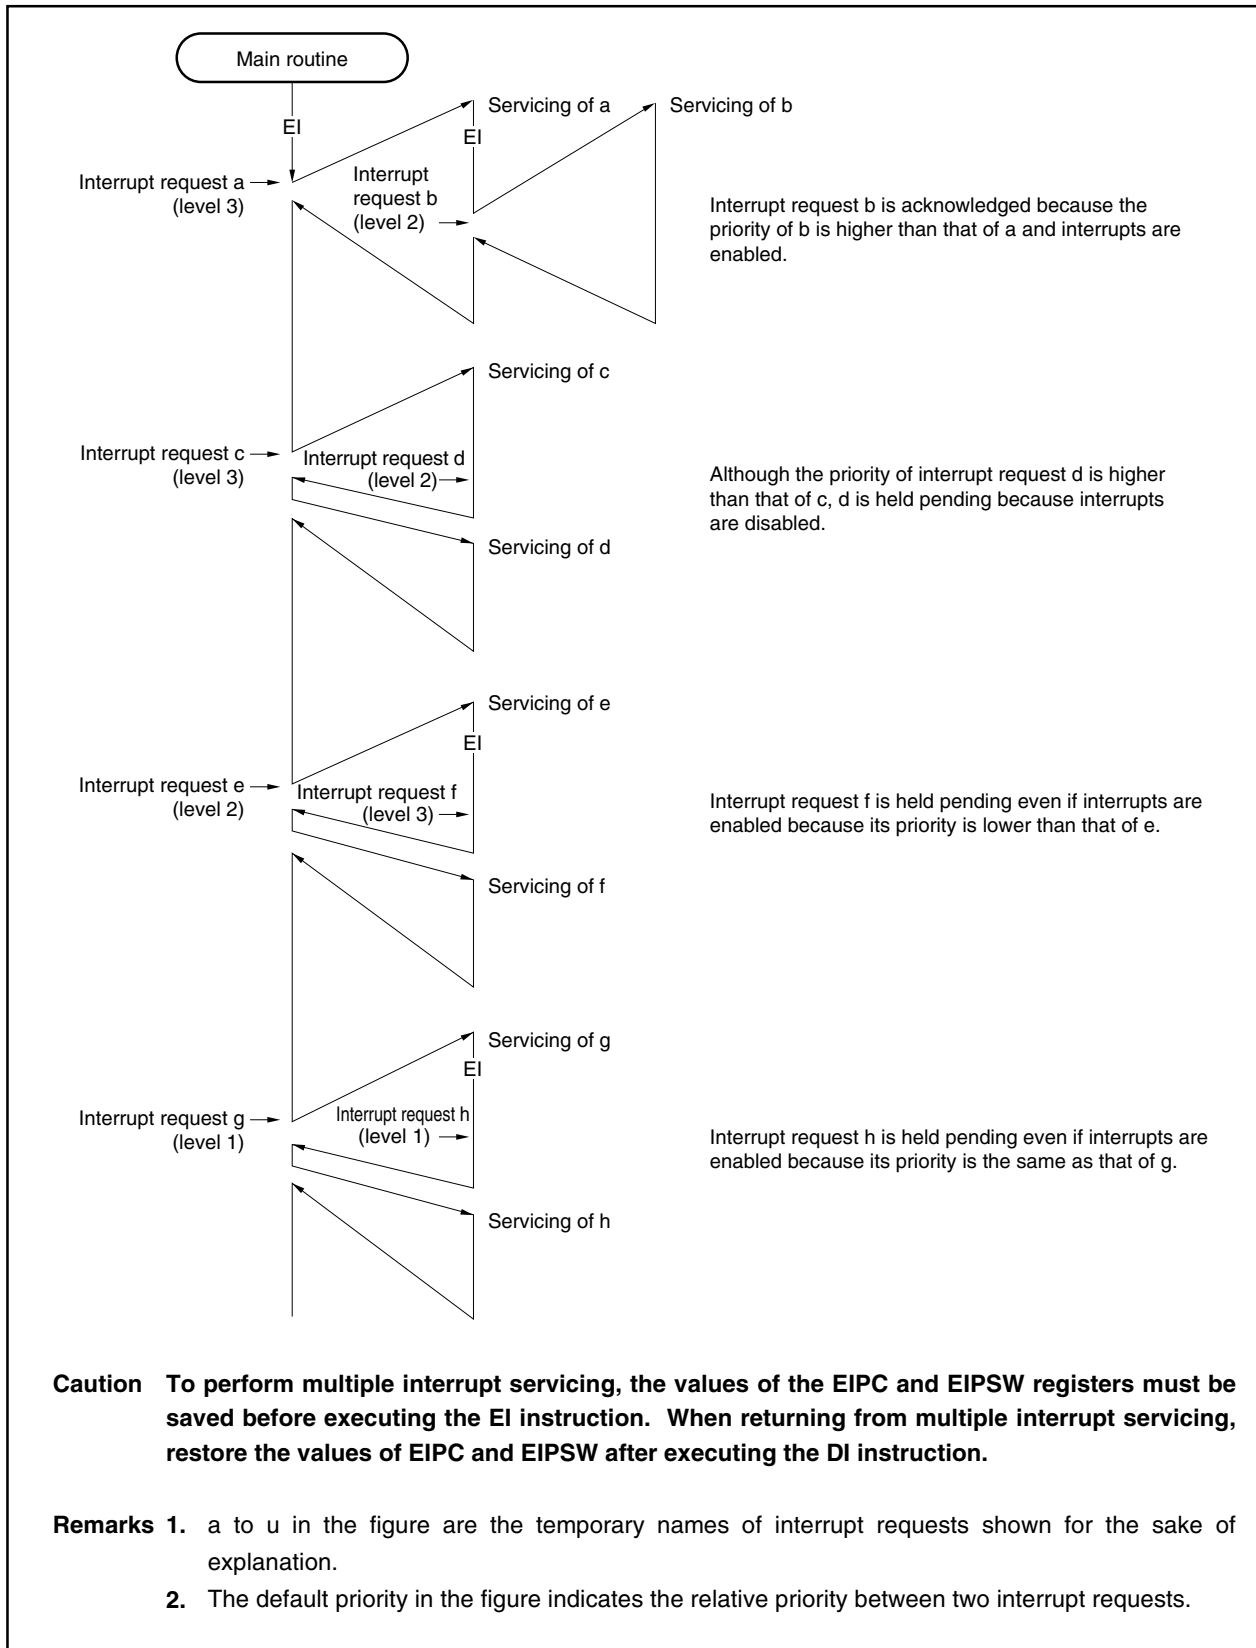 Main routine
EI
Servicing of a
Servicing of b
EI
Interrupt request a
(level 3)
Interrupt
request b
(level 2)
Interrupt request b is acknowledged because the
priority of b is higher than that of a and interrupts are
enabled.
Servicing of c
Interrupt request c
(level 3)
Interrupt request d
(level 2)
Although the priority of interrupt request d is higher
than that of c, d is held pending because interrupts
are disabled.
Servicing of d
Servicing of e
EI
Interrupt request e
(level 2)
Interrupt request f
(level 3)
Interrupt request f is held pending even if interrupts are
enabled because its priority is lower than that of e.
Servicing of f
Servicing of g
EI
Interrupt request g
(level 1)
Interrupt request h
(level 1)
Interrupt request h is held pending even if interrupts are
enabled because its priority is the same as that of g.
Servicing of h
Caution To perform multiple interrupt servicing, the values of the EIPC and EIPSW registers must be
saved before executing the EI instruction. When returning from multiple interrupt servicing,
restore the values of EIPC and EIPSW after executing the DI instruction.
Remarks 1. a to u in the figure are the temporary names of interrupt requests shown for the sake of
explanation.
2. The default priority in the figure indicates the relative priority between two interrupt requests.